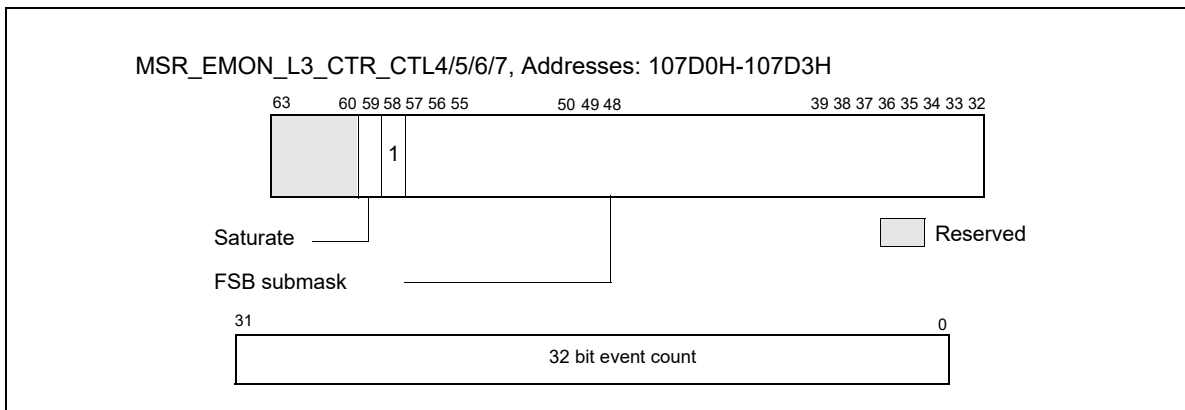 MSR_EMON_L3_CTR_CTL4/5/6/7, Addresses: 107D0H-107D3H
63 60 59 58 57 56 55 50 49 48 39 38 37 36 35 34 33 32
1
Saturate
Reserved
FSB submask
31 0
32 bit event count